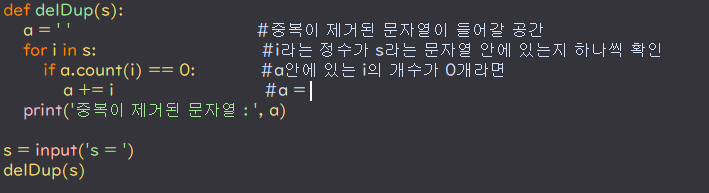 def delDup(s):
a = ' ' #중복이 제거된 문자열이 들어갈 공간
for i in s: #i라는 정수가 s라는 문자열 안에 있는지 하나씩 확인
if a.count(i) == 0: #a안에 있는 i의 개수가 0개라면
a += i #a =
print('중복이 제거된 문자열 : ', a)
s = input('s = ')
delDup(s)